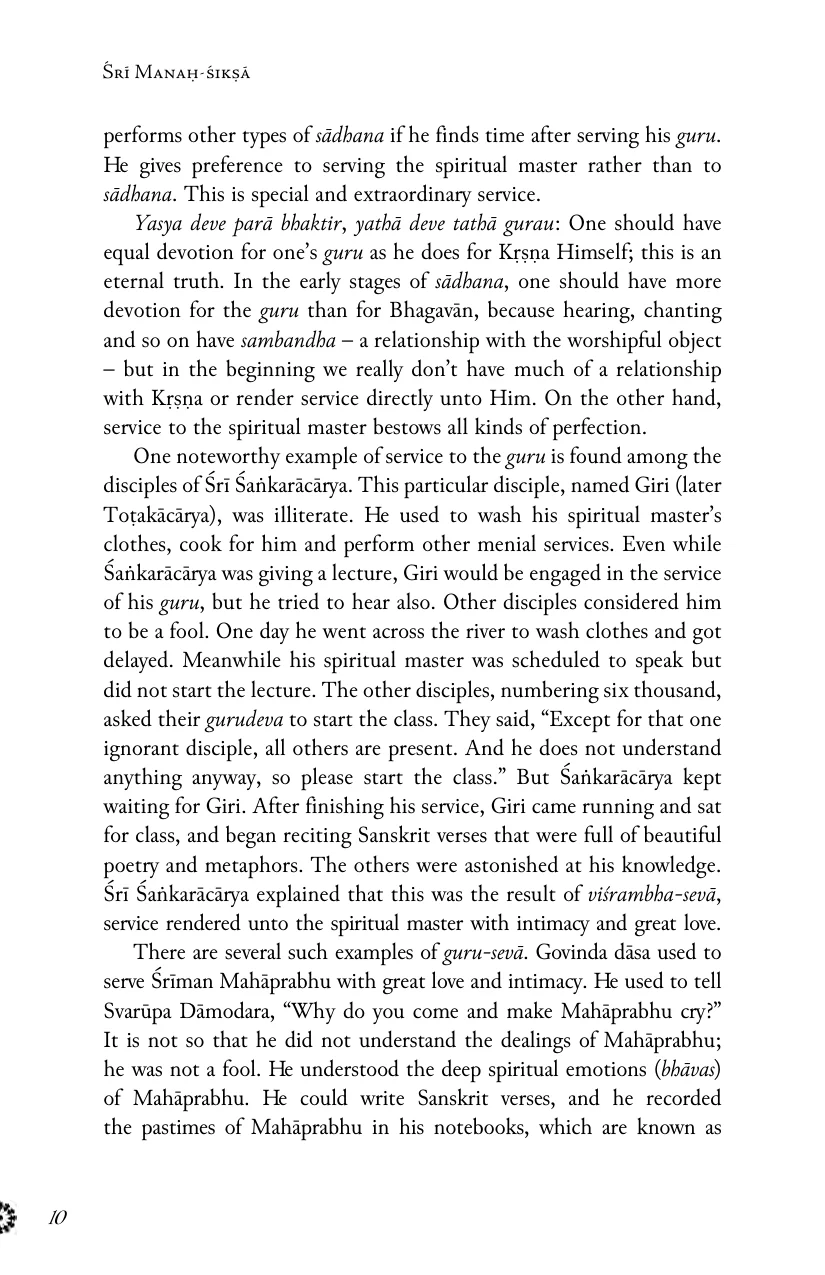 Śrī Manaḥ-śikṣā
performs other types of sādhana if he finds time after serving his guru.
He gives preference to serving the spiritual master rather than to
sādhana. This is special and extraordinary service.
Yasya deve parā bhaktir, yathā deve tathā gurau: One should have
equal devotion for one’s guru as he does for Kṛṣṇa Himself; this is an
eternal truth. In the early stages of sādhana, one should have more
devotion for the guru than for Bhagavān, because hearing, chanting
and so on have sambandha – a relationship with the worshipful object
– but in the beginning we really don’t have much of a relationship
with Kṛṣṇa or render service directly unto Him. On the other hand,
service to the spiritual master bestows all kinds of perfection.
One noteworthy example of service to the guru is found among the
disciples of Śrī Śaṅkarācārya. This particular disciple, named Giri (later
Toṭakācārya), was illiterate. He used to wash his spiritual master’s
clothes, cook for him and perform other menial services. Even while
Śaṅkarācārya was giving a lecture, Giri would be engaged in the service
of his guru, but he tried to hear also. Other disciples considered him
to be a fool. One day he went across the river to wash clothes and got
delayed. Meanwhile his spiritual master was scheduled to speak but
did not start the lecture. The other disciples, numbering six thousand,
asked their gurudeva to start the class. They said, “Except for that one
ignorant disciple, all others are present. And he does not understand
anything anyway, so please start the class.” But Śaṅkarācārya kept
waiting for Giri. After finishing his service, Giri came running and sat
for class, and began reciting Sanskrit verses that were full of beautiful
poetry and metaphors. The others were astonished at his knowledge.
Śrī Śaṅkarācārya explained that this was the result of viśrambha-sevā,
service rendered unto the spiritual master with intimacy and great love.
There are several such examples of guru-sevā. Govinda dāsa used to
serve Śrīman Mahāprabhu with great love and intimacy. He used to tell
Svarūpa Dāmodara, “Why do you come and make Mahāprabhu cry?”
It is not so that he did not understand the dealings of Mahāprabhu;
he was not a fool. He understood the deep spiritual emotions (bhāvas)
of Mahāprabhu. He could write Sanskrit verses, and he recorded
the pastimes of Mahāprabhu in his notebooks, which are known as
10